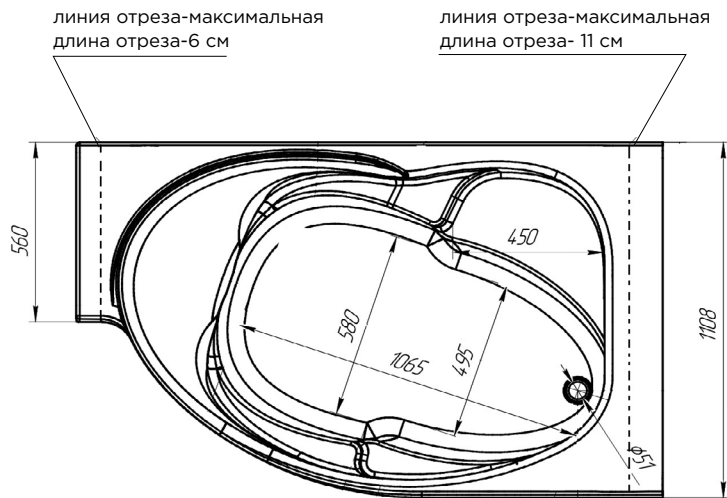 линия отреза-максимальная
длина отреза-6 см
линия отреза-максимальная
длина отреза- 11 см
560
450
580
1065
495
1108
⌀51